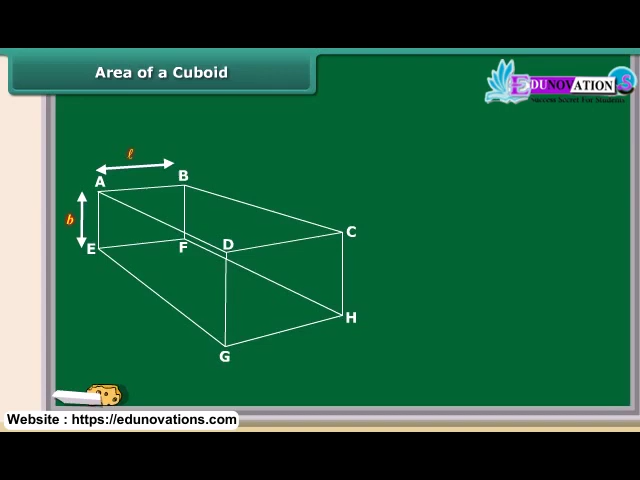 Area of a Cuboid
EDUNOVATIONS
Success Secret For Students
ℓ
A
B
b
C
E
F
D
H
G
Website : https://edunovations.com